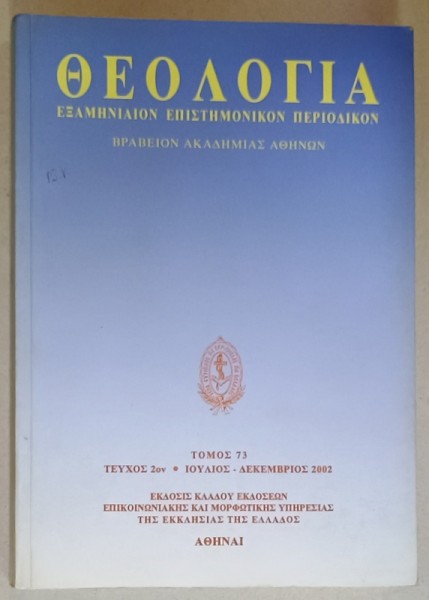 ΘΕΟΛΟΓΙΑ
ΕΞΑΜΗΝΙΑΙΟΝ ΕΠΙΣΤΗΜΟΝΙΚΟΝ ΠΕΡΙΟΔΙΚΟΝ
ΒΡΑΒΕΙΟΝ ΑΚΑΔΗΜΙΑΣ ΑΘΗΝΩΝ
ΤΟΜΟΣ 73
ΤΕΥΧΟΣ 2ον • ΙΟΥΛΙΟΣ - ΔΕΚΕΜΒΡΙΟΣ 2002
ΕΚΔΟΣΙΣ ΚΛΑΔΟΥ ΕΚΔΟΣΕΩΝ
ΕΠΙΚΟΙΝΩΝΙΑΚΗΣ ΚΑΙ ΜΟΡΦΩΤΙΚΗΣ ΥΠΗΡΕΣΙΑΣ
ΤΗΣ ΕΚΚΛΗΣΙΑΣ ΤΗΣ ΕΛΛΑΔΟΣ
ΑΘΗΝΑΙ